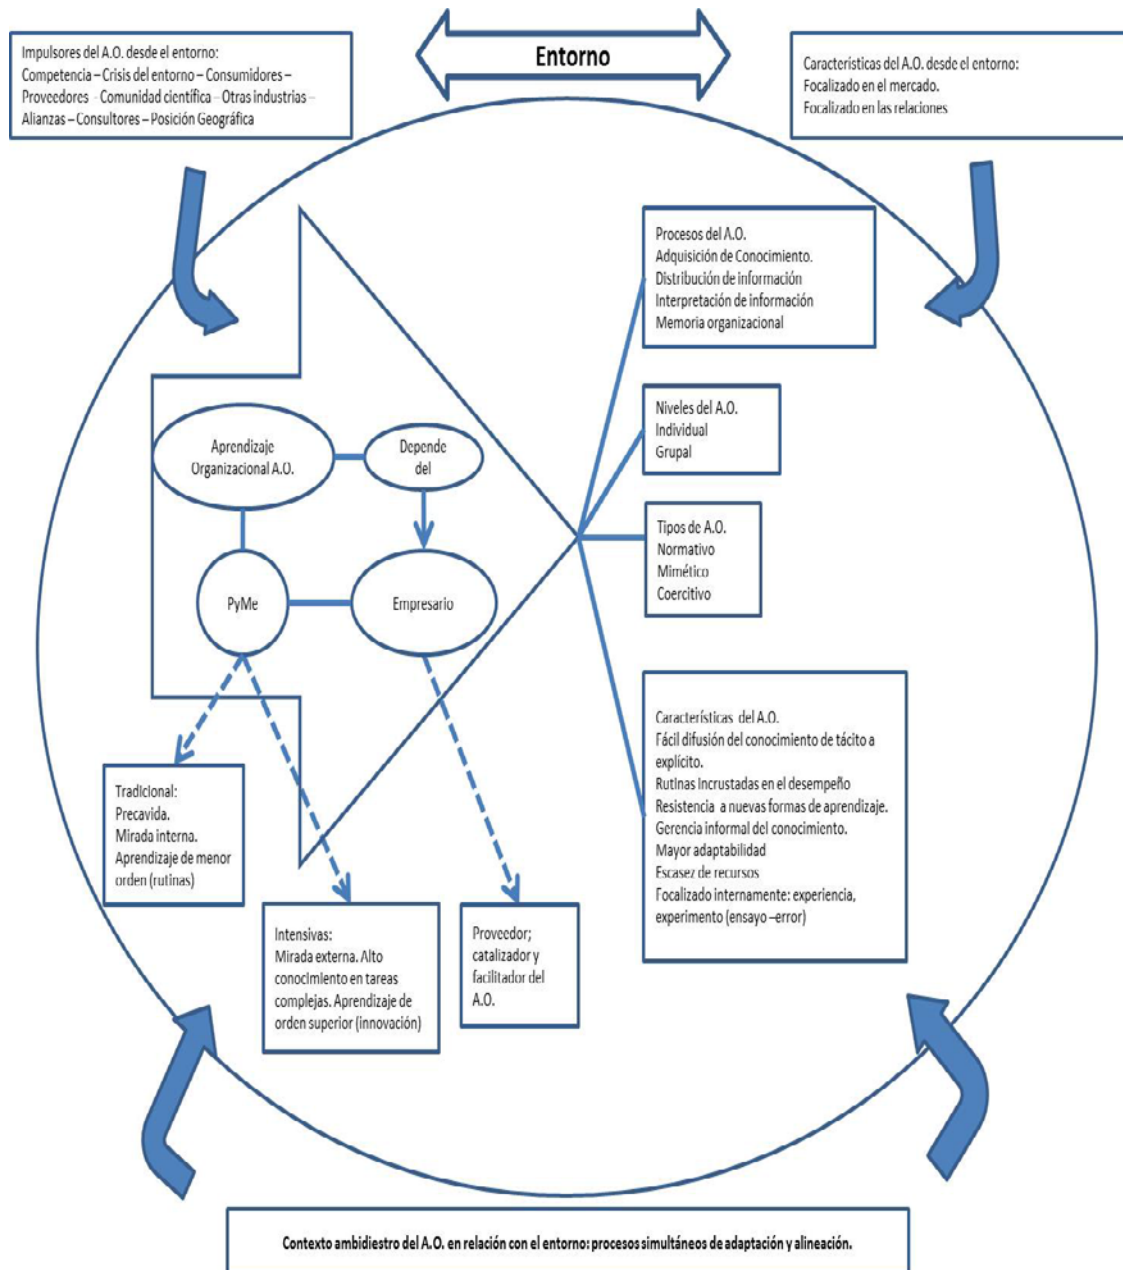 Entorno
Impulsores del A.O. desde el entorno:
Competencia – Crisis del entorno – Consumidores –
Proveedores - Comunidad científica – Otras industrias –
Alianzas – Consultores – Posición Geográfica
Características del A.O. desde el entorno:
Focalizado en el mercado.
Focalizado en las relaciones
Procesos del A.O.
Adquisición de Conocimiento.
Distribución de información
Interpretación de información
Memoria organizacional
Niveles del A.O.
Individual
Grupal
Tipos de A.O.
Normativo
Mimético
Coercitivo
Aprendizaje
Organizacional A.O.
Depende
del
PyMe
Empresario
Características del A.O.
Fácil difusión del conocimiento de tácito a
explícito.
Rutinas incrustadas en el desempeño
Resistencia a nuevas formas de aprendizaje.
Gerencia informal del conocimiento.
Mayor adaptabilidad
Escasez de recursos
Focalizado internamente: experiencia,
experimento (ensayo –error)
Tradicional:
Precavida.
Mirada interna.
Aprendizaje de menor
orden (rutinas)
Intensivas:
Mirada externa. Alto
conocimiento en tareas
complejas. Aprendizaje de
orden superior (innovación)
Proveedor;
catalizador y
facilitador del
A.O.
Contexto ambidiestro del A.O. en relación con el entorno: procesos simultáneos de adaptación y alineación.